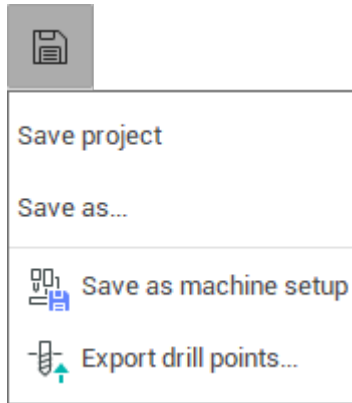 Save project
Save as...
Save as machine setup
Export drill points...